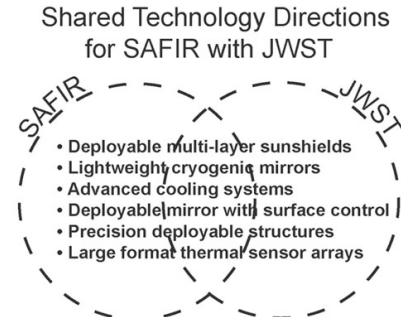 Shared Technology Directions
for SAFIR with JWST
SAFIR
JWST
• Deployable multi-layer sunshields
• Lightweight cryogenic mirrors
• Advanced cooling systems
• Deployable mirror with surface control
• Precision deployable structures
• Large format thermal sensor arrays